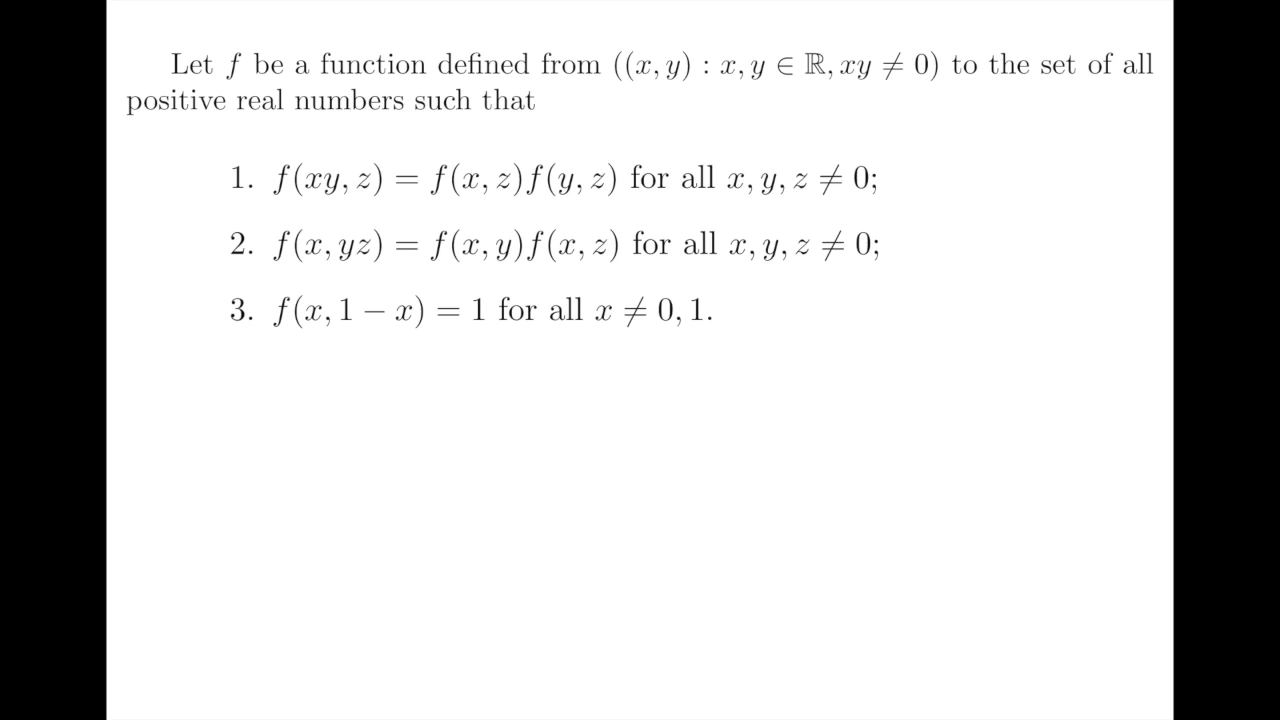 Let f be a function defined from ((x, y) : x, y ∈ ℝ, xy ≠ 0) to the set of all
positive real numbers such that
1. f(xy, z) = f(x, z)f(y, z) for all x, y, z ≠ 0;
2. f(x, yz) = f(x, y)f(x, z) for all x, y, z ≠ 0;
3. f(x, 1 − x) = 1 for all x ≠ 0, 1.